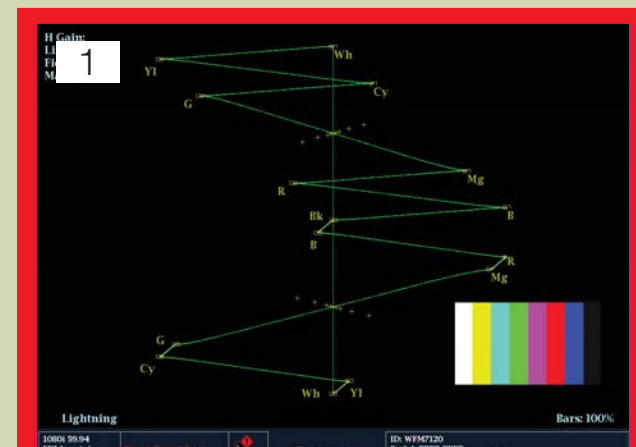 H Gain:
1
Wh
Yl
Cy
G
Mg
R
B
Bk
B
R
Mg
G
Cy
Wh Yl
Lightning Bars: 100%
1080i 59.94 ID: WFM7120